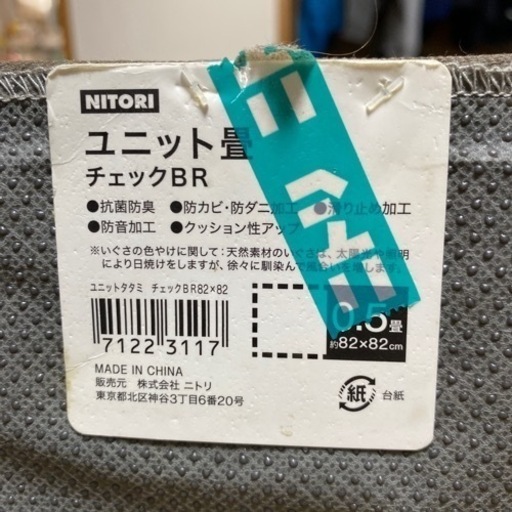 NITORI
ユニット畳
チェックBR
●抗菌防臭 ●防カビ・防ダニ加工 ●滑り止め加工
●防音加工 ●クッション性アップ
※いぐさの色やけに関して:天然素材のいぐさは、太陽光や照明
により日焼けをしますが、徐々に馴染んで風合いを増します。
ユニットタタミ チェックBR82×82
7122 3117
0.5畳
約82×82cm
MADE IN CHINA
販売元 株式会社 ニトリ
東京都北区神谷3丁目6番20号
紙 台紙